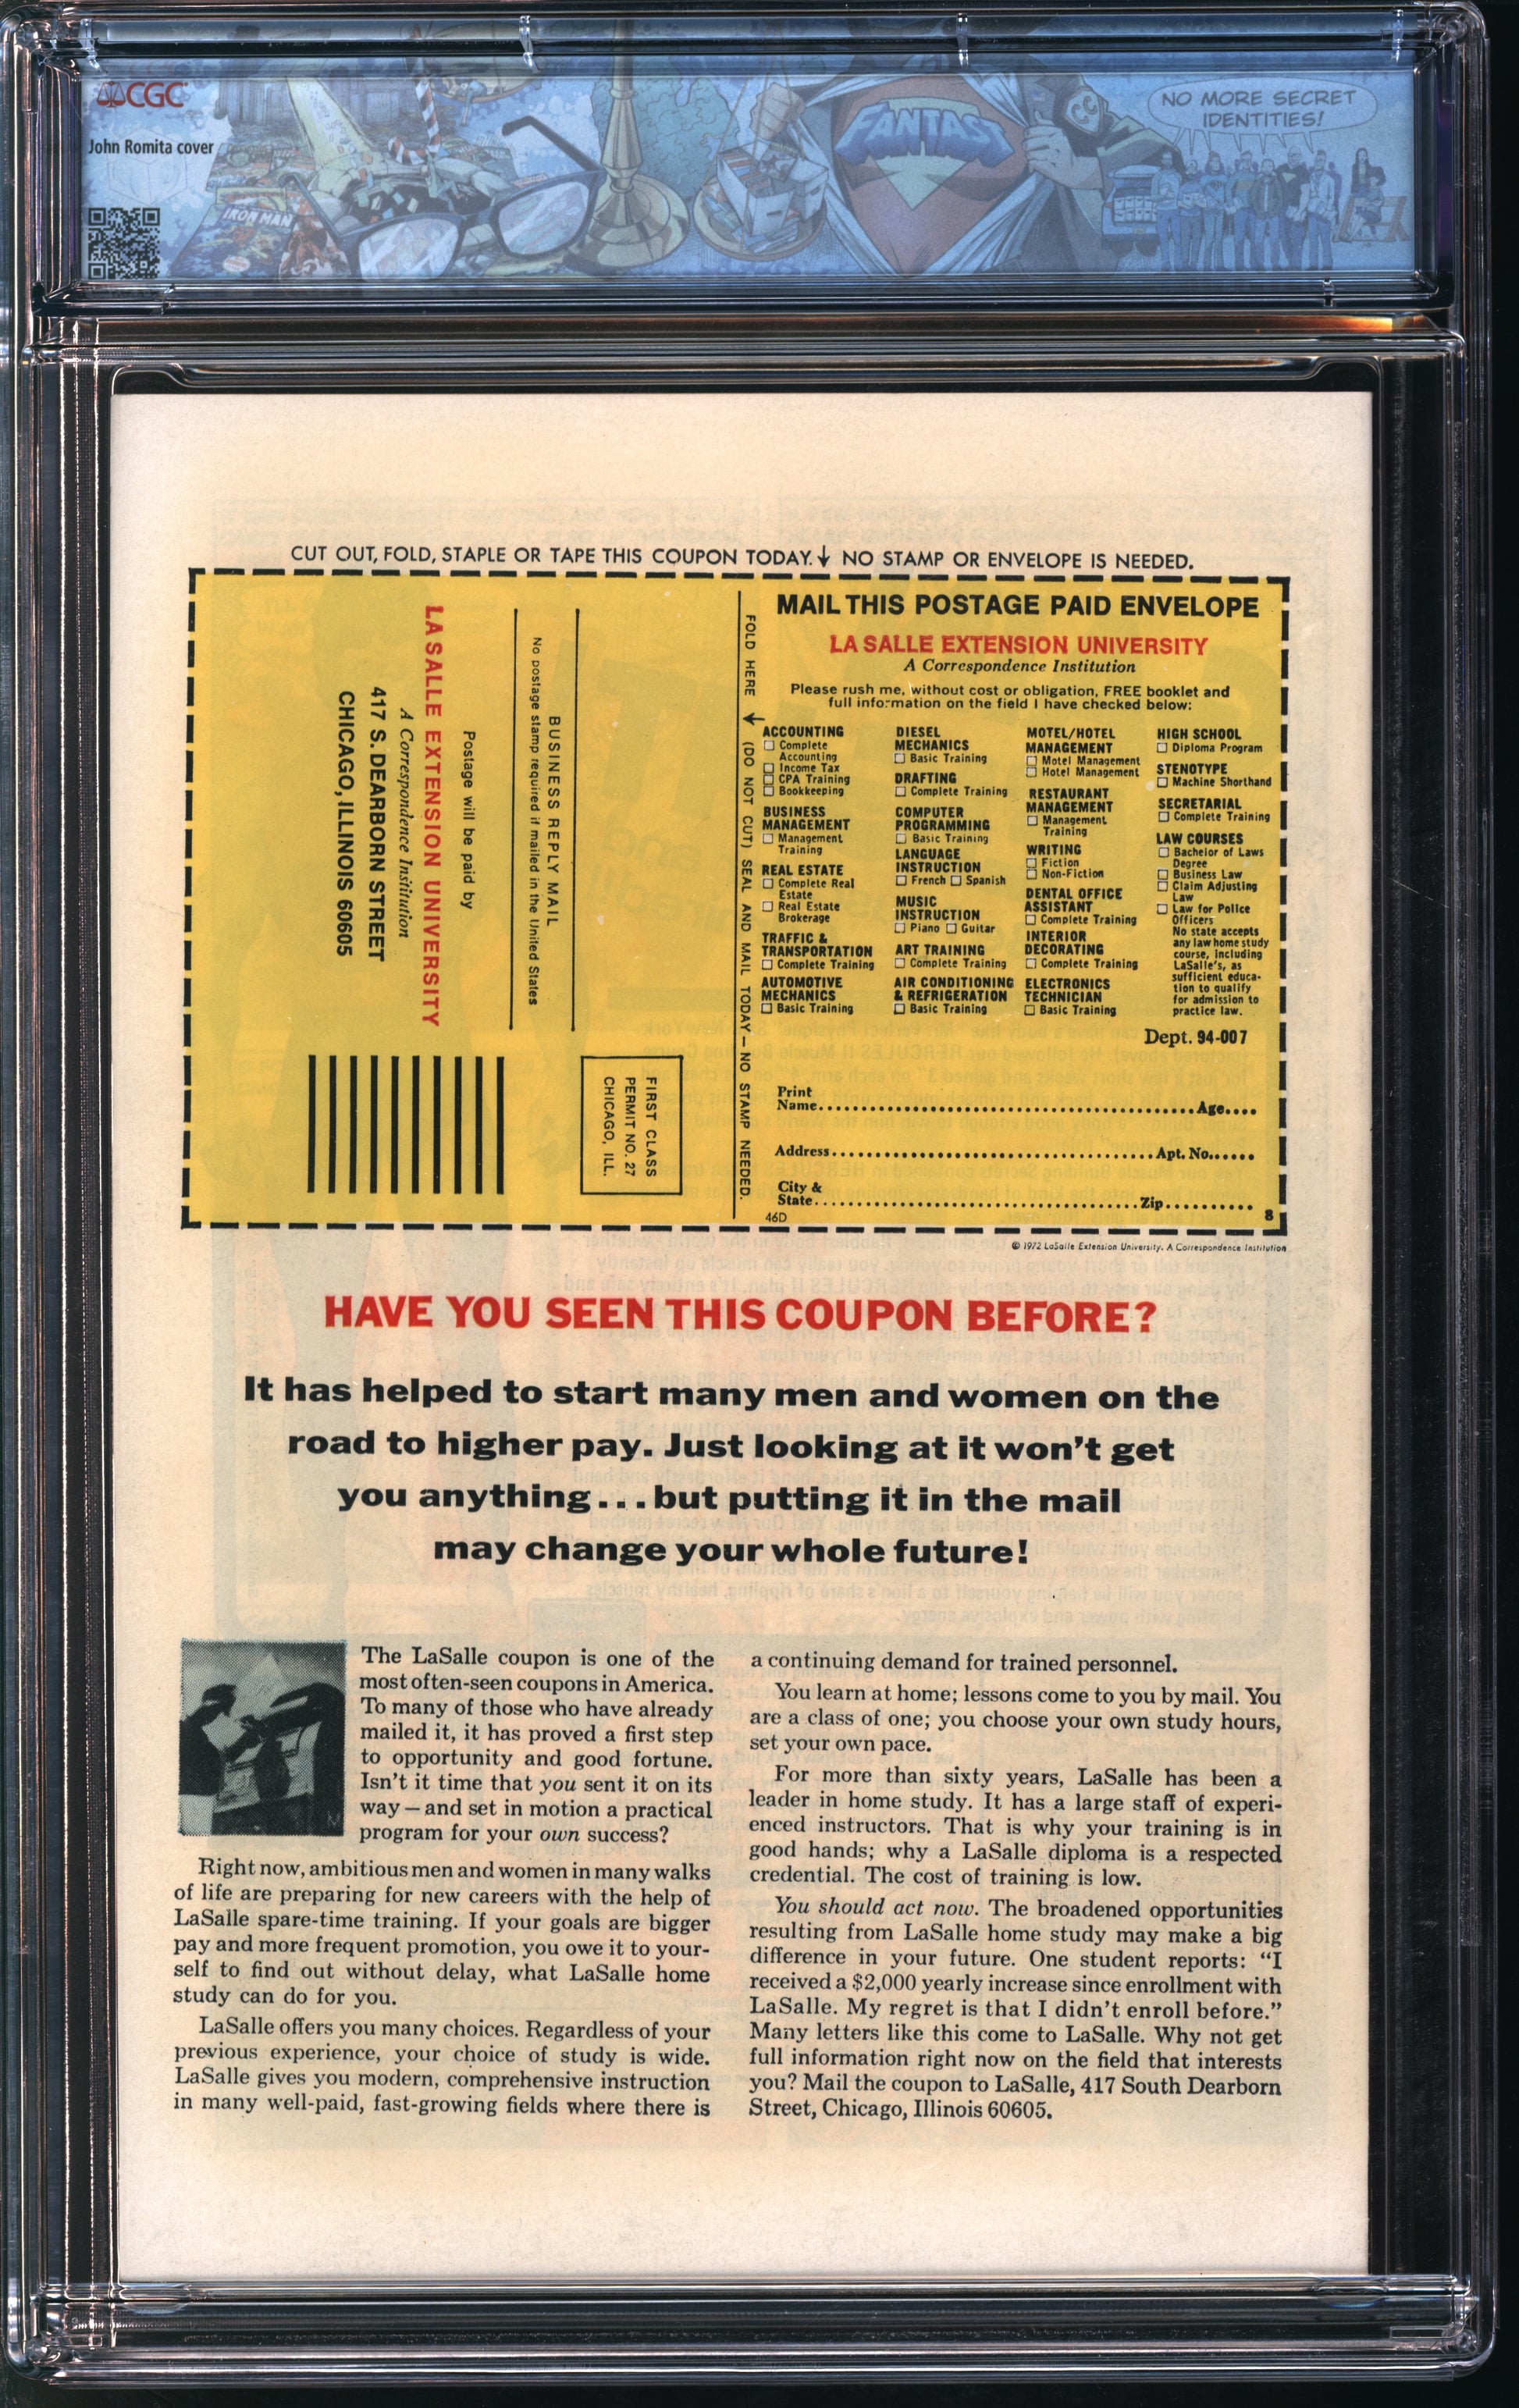 CGC
NO MORE SECRET
IDENTITIES!
John Romita cover
FANTAST
IRON MAN
CUT OUT, FOLD, STAPLE OR TAPE THIS COUPON TODAY.↓ NO STAMP OR ENVELOPE IS NEEDED.
No postage stamp required if mailed in the United States
BUSINESS REPLY MAIL
Postage will be paid by
LA SALLE EXTENSION UNIVERSITY
A Correspondence Institution
417 S. DEARBORN STREET
CHICAGO, ILLINOIS 60605
FIRST CLASS
PERMIT NO. 27
CHICAGO, ILL.
FOLD HERE ← (DO NOT CUT) SEAL AND MAIL TODAY—NO STAMP NEEDED.
MAIL THIS POSTAGE PAID ENVELOPE
LA SALLE EXTENSION UNIVERSITY
A Correspondence Institution
Please rush me, without cost or obligation, FREE booklet and
full information on the field I have checked below:
ACCOUNTING
☐ Complete
Accounting
☐ Income Tax
☐ CPA Training
☐ Bookkeeping
BUSINESS
MANAGEMENT
☐ Management
Training
REAL ESTATE
☐ Complete Real
Estate
☐ Real Estate
Brokerage
TRAFFIC &
TRANSPORTATION
☐ Complete Training
AUTOMOTIVE
MECHANICS
☐ Basic Training
DIESEL
MECHANICS
☐ Basic Training
DRAFTING
☐ Complete Training
COMPUTER
PROGRAMMING
☐ Basic Training
LANGUAGE
INSTRUCTION
☐ French ☐ Spanish
MUSIC
INSTRUCTION
☐ Piano ☐ Guitar
ART TRAINING
☐ Complete Training
AIR CONDITIONING
& REFRIGERATION
☐ Basic Training
MOTEL/HOTEL
MANAGEMENT
☐ Motel Management
☐ Hotel Management
RESTAURANT
MANAGEMENT
☐ Management
Training
WRITING
☐ Fiction
☐ Non-Fiction
DENTAL OFFICE
ASSISTANT
☐ Complete Training
INTERIOR
DECORATING
☐ Complete Training
ELECTRONICS
TECHNICIAN
☐ Basic Training
HIGH SCHOOL
☐ Diploma Program
STENOTYPE
☐ Machine Shorthand
SECRETARIAL
☐ Complete Training
LAW COURSES
☐ Bachelor of Laws
Degree
☐ Business Law
☐ Claim Adjusting
Law
☐ Law for Police
Officers
No state accepts
any law home study
course, including
LaSalle's, as
sufficient educa-
tion to qualify
for admission to
practice law.
Dept. 94-007
Print
Name..........Age....
Address..........Apt. No......
City &
State..........Zip..........
46D 8
© 1972 LaSalle Extension University. A Correspondence Institution
HAVE YOU SEEN THIS COUPON BEFORE?
It has helped to start many men and women on the
road to higher pay. Just looking at it won't get
you anything...but putting it in the mail
may change your whole future!
The LaSalle coupon is one of the
most often-seen coupons in America.
To many of those who have already
mailed it, it has proved a first step
to opportunity and good fortune.
Isn't it time that you sent it on its
way—and set in motion a practical
program for your own success?
Right now, ambitious men and women in many walks
of life are preparing for new careers with the help of
LaSalle spare-time training. If your goals are bigger
pay and more frequent promotion, you owe it to your-
self to find out without delay, what LaSalle home
study can do for you.
LaSalle offers you many choices. Regardless of your
previous experience, your choice of study is wide.
LaSalle gives you modern, comprehensive instruction
in many well-paid, fast-growing fields where there is
a continuing demand for trained personnel.
You learn at home; lessons come to you by mail. You
are a class of one; you choose your own study hours,
set your own pace.
For more than sixty years, LaSalle has been a
leader in home study. It has a large staff of experi-
enced instructors. That is why your training is in
good hands; why a LaSalle diploma is a respected
credential. The cost of training is low.
You should act now. The broadened opportunities
resulting from LaSalle home study may make a big
difference in your future. One student reports: "I
received a $2,000 yearly increase since enrollment with
LaSalle. My regret is that I didn't enroll before."
Many letters like this come to LaSalle. Why not get
full information right now on the field that interests
you? Mail the coupon to LaSalle, 417 South Dearborn
Street, Chicago, Illinois 60605.